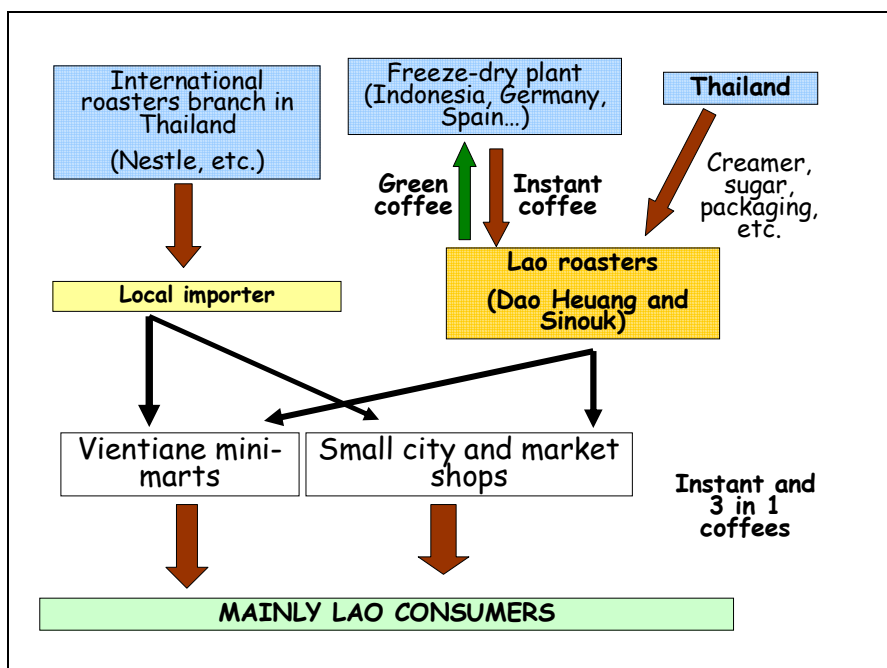 International
roasters branch in
Thailand
(Nestle, etc.)
Freeze-dry plant
(Indonesia, Germany,
Spain…)
Thailand
Green
coffee
Instant
coffee
Creamer,
sugar,
packaging,
etc.
Local importer
Lao roasters
(Dao Heuang and
Sinouk)
Vientiane mini-
marts
Small city and market
shops
Instant and
3 in 1
coffees
MAINLY LAO CONSUMERS